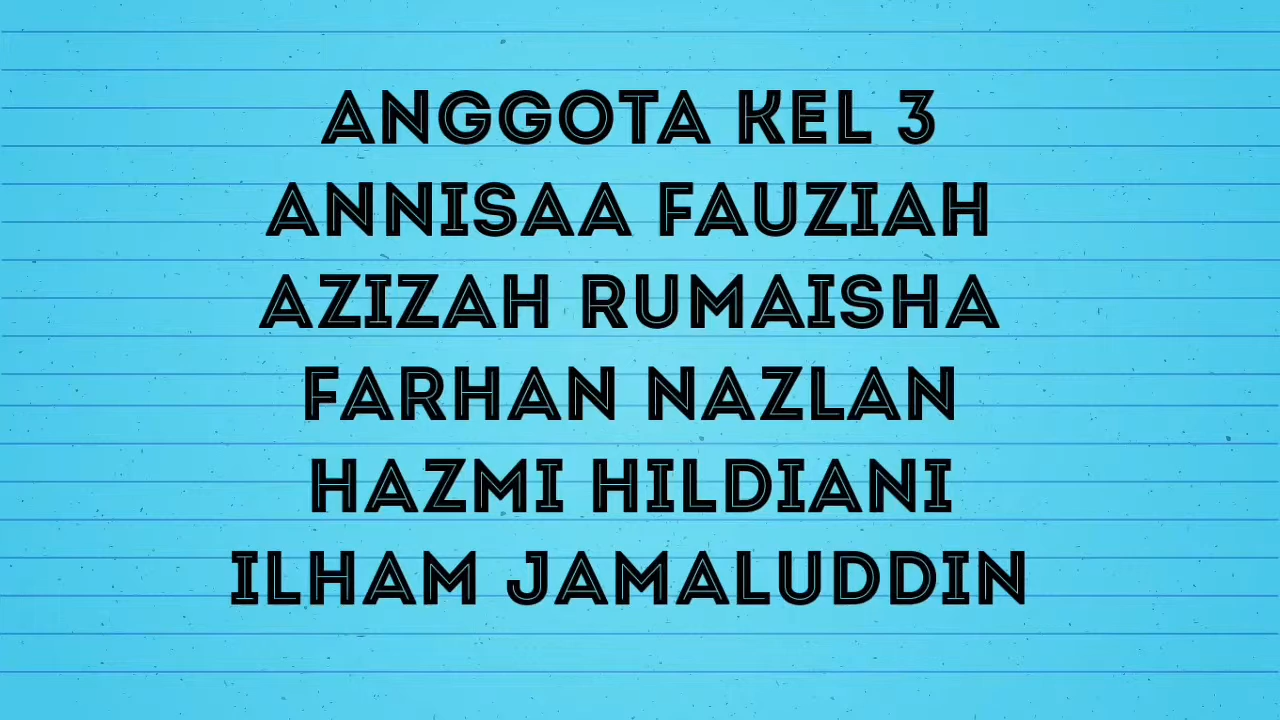 ANGGOTA KEL 3
ANNISAA FAUZIAH
AZIZAH RUMAISHA
FARHAN NAZLAN
HAZMI HILDIANI
ILHAM JAMALUDDIN